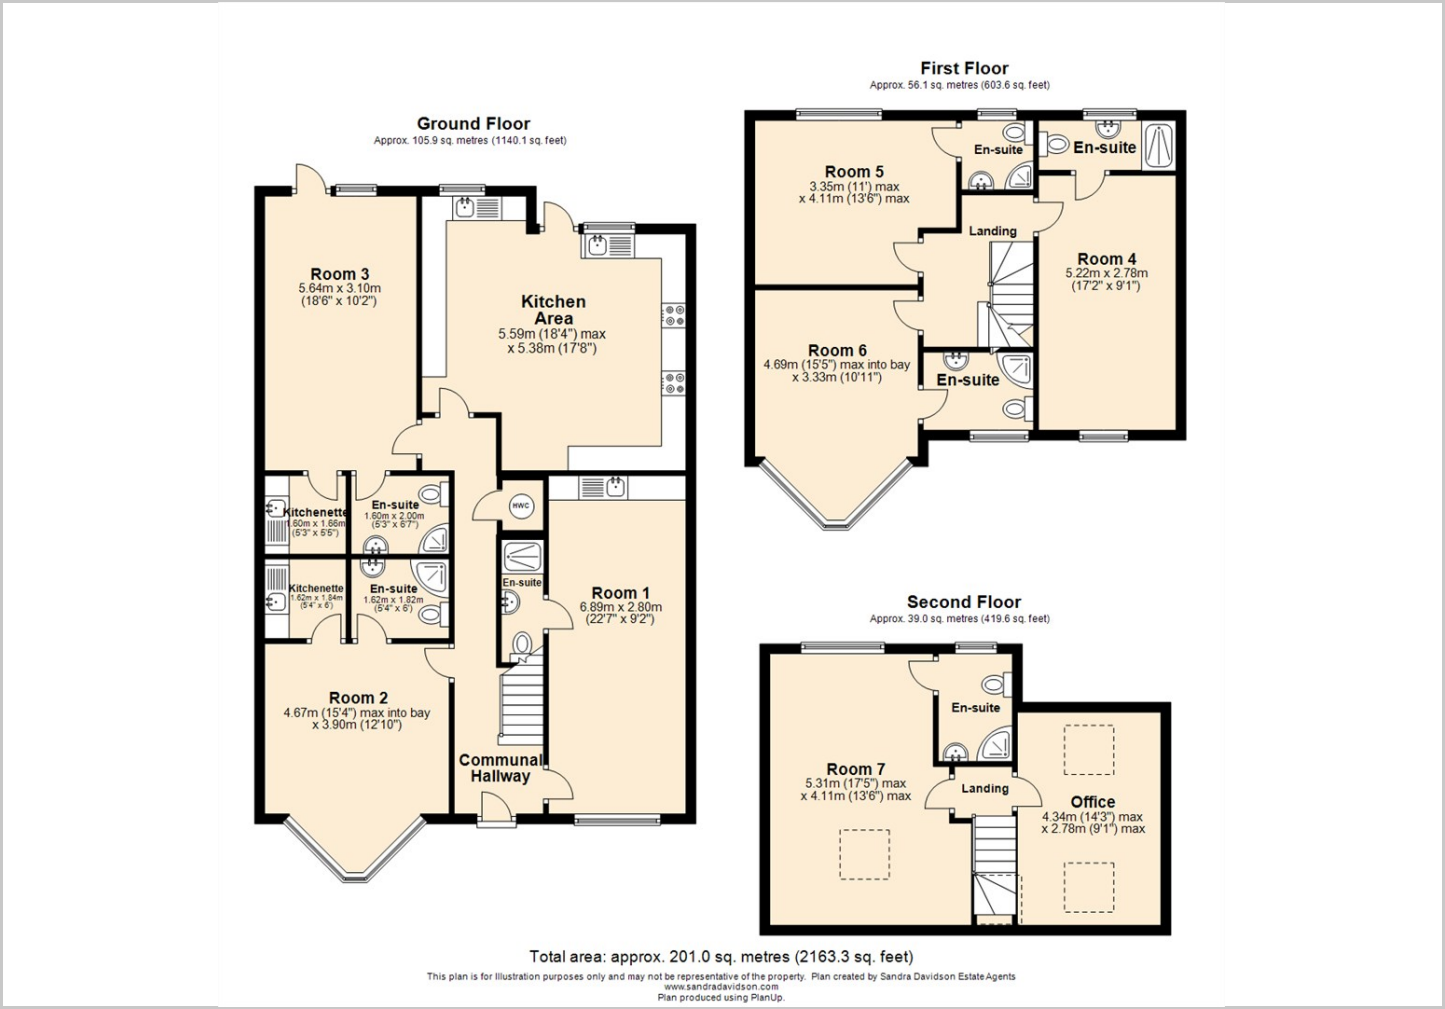 First Floor
Approx. 56.1 sq. metres (603.6 sq. feet)
Ground Floor
Approx. 105.9 sq. metres (1140.1 sq. feet)
Room 5
3.35m (11') max
x 4.11m (13'6") max
En-suite
En-suite
Landing
Room 4
5.22m x 2.78m
(17'2" x 9'1")
Room 6
4.69m (15'5") max into bay
x 3.33m (10'11")
En-suite
Room 3
5.64m x 3.10m
(18'6" x 10'2")
Kitchen
Area
5.59m (18'4") max
x 5.38m (17'8")
Kitchenette
1.60m x 1.66m
(5'3" x 5'5")
En-suite
1.60m x 2.00m
(5'3" x 6'7")
HWC
Kitchenette
1.62m x 1.84m
(5'4" x 6')
En-suite
1.62m x 1.82m
(5'4" x 6')
En-suite
Room 1
6.89m x 2.80m
(22'7" x 9'2")
Room 2
4.67m (15'4") max into bay
x 3.90m (12'10")
Communal
Hallway
Second Floor
Approx. 39.0 sq. metres (419.6 sq. feet)
En-suite
Room 7
5.31m (17'5") max
x 4.11m (13'6") max
Landing
Office
4.34m (14'3") max
x 2.78m (9'1") max
Total area: approx. 201.0 sq. metres (2163.3 sq. feet)
This plan is for Illustration purposes only and may not be representative of the property. Plan created by Sandra Davidson Estate Agents
www.sandradavidson.com
Plan produced using PlanUp.